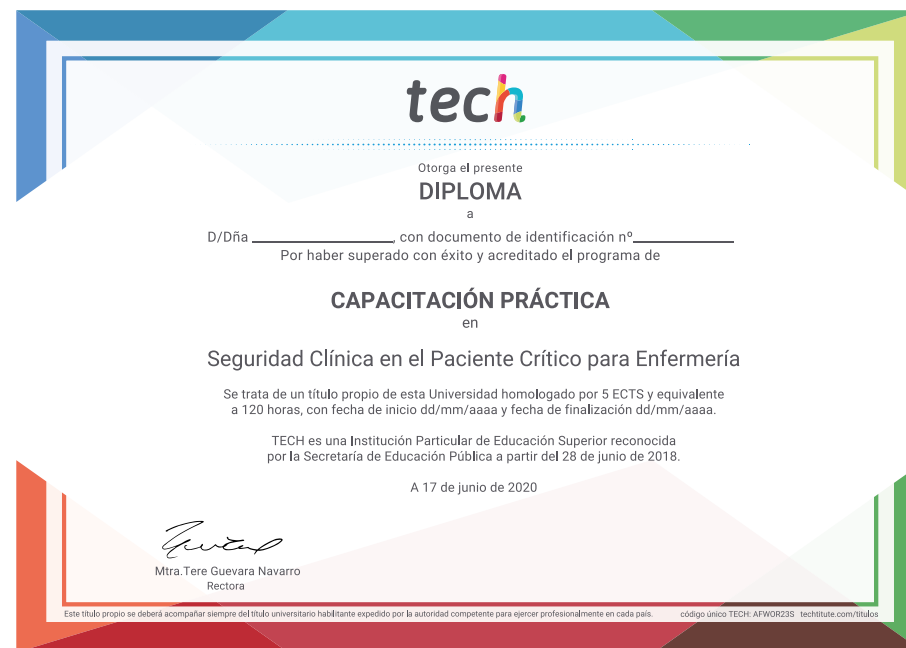 tech
Otorga el presente
DIPLOMA
a
D/Dña ____________________, con documento de identificación nº______________
Por haber superado con éxito y acreditado el programa de
CAPACITACIÓN PRÁCTICA
en
Seguridad Clínica en el Paciente Crítico para Enfermería
Se trata de un título propio de esta Universidad homologado por 5 ECTS y equivalente
a 120 horas, con fecha de inicio dd/mm/aaaa y fecha de finalización dd/mm/aaaa.
TECH es una Institución Particular de Educación Superior reconocida
por la Secretaría de Educación Pública a partir del 28 de junio de 2018.
A 17 de junio de 2020
Mtra.Tere Guevara Navarro
Rectora
Este título propio se deberá acompañar siempre del título universitario habilitante expedido por la autoridad competente para ejercer profesionalmente en cada país. código único TECH: AFWOR23S techtitute.com/títulos